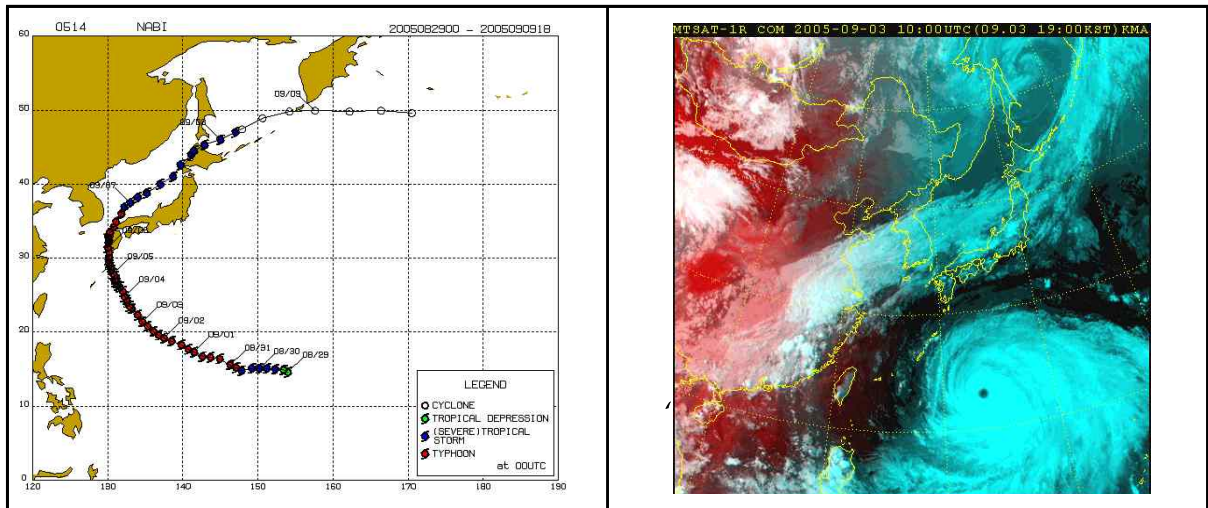 0514 NABI 2005082900 - 2005090918
60
50
40
30
20
10
0
120 130 140 150 160 170 180 190
09/09
09/08
09/07
09/06
09/05
09/04
09/03
09/02
09/01
08/31
08/30
08/29
LEGEND
CYCLONE
TROPICAL DEPRESSION
(SEVERE)TROPICAL
STORM
TYPHOON
at 00UTC
MTSAT-1R COM 2005-09-03 10:00UTC(09.03 19:00KST)KMA